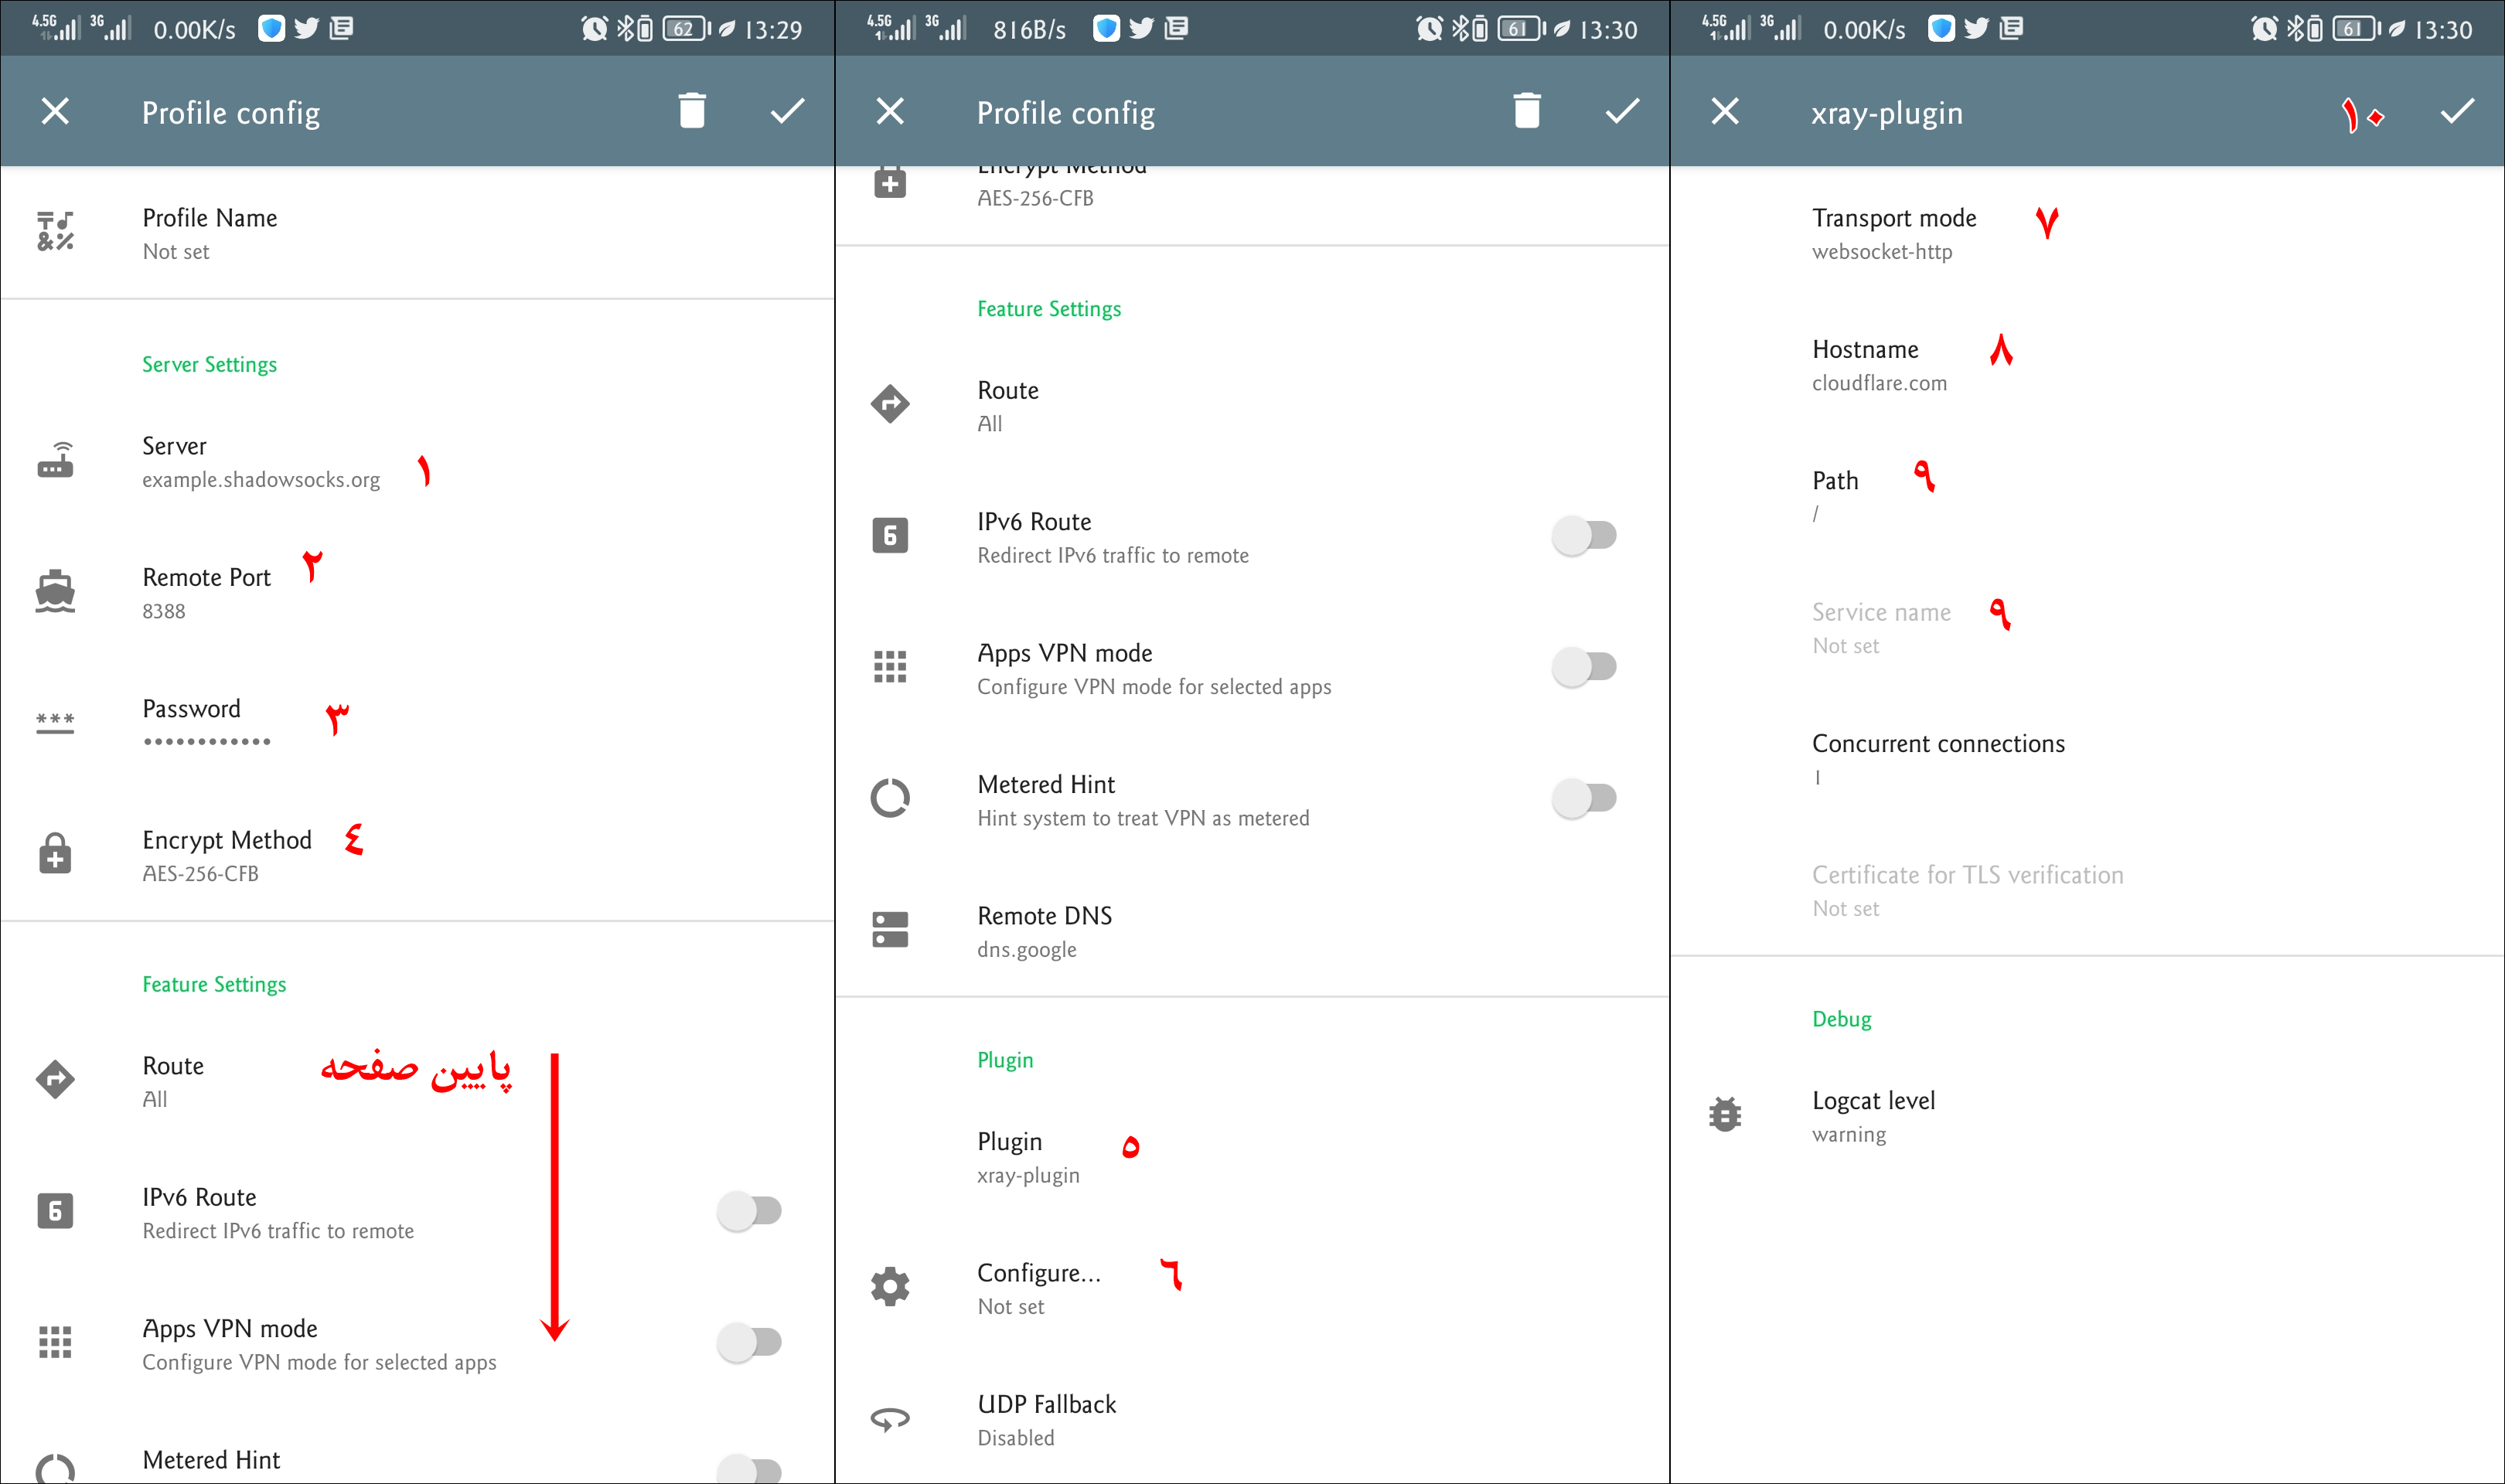 4.5G 3G 0.00K/s 62 13:29
Profile config
Profile Name
Not set
Server Settings
Server
example.shadowsocks.org ١
Remote Port ٢
8388
Password ٣
••••••••••••
Encrypt Method ٤
AES-256-CFB
Feature Settings
Route
All
پایین صفحه
IPv6 Route
Redirect IPv6 traffic to remote
Apps VPN mode
Configure VPN mode for selected apps
Metered Hint
4.5G 3G 816B/s 61 13:30
Profile config
Encrypt Method
AES-256-CFB
Feature Settings
Route
All
IPv6 Route
Redirect IPv6 traffic to remote
Apps VPN mode
Configure VPN mode for selected apps
Metered Hint
Hint system to treat VPN as metered
Remote DNS
dns.google
Plugin
Plugin ٥
xray-plugin
Configure... ٦
Not set
UDP Fallback
Disabled
4.5G 3G 0.00K/s 61 13:30
xray-plugin ١٠
Transport mode ٧
websocket-http
Hostname ٨
cloudflare.com
Path ٩
/
Service name ٩
Not set
Concurrent connections
1
Certificate for TLS verification
Not set
Debug
Logcat level
warning